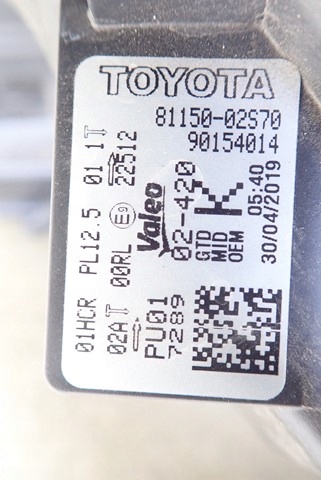 TOYOTA
81150-02S70
90154014
01HCR PL12.5 01 1
02A 00RL E9 22512
Valeo
02-420
K
GTD
MID
OEM
05:40
30/04/2019
PU01
7289